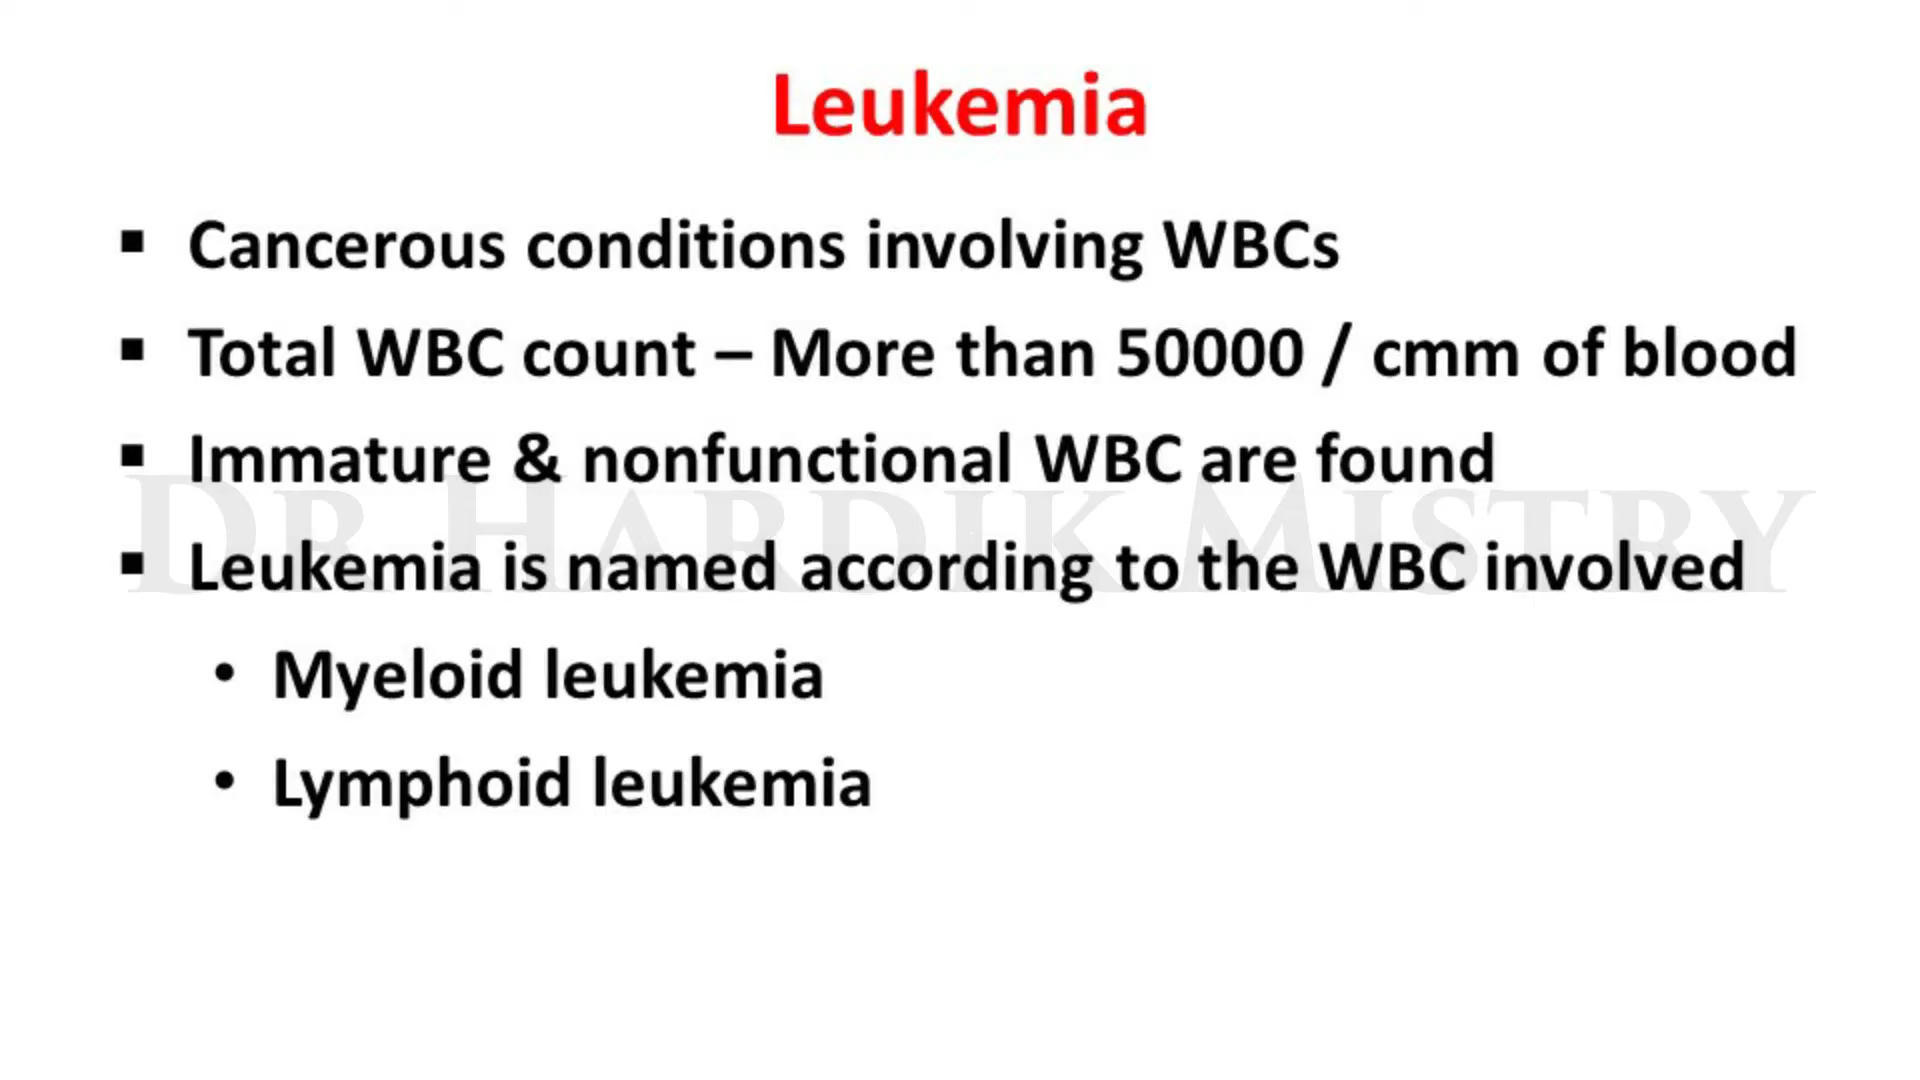 Leukemia
▪ Cancerous conditions involving WBCs
▪ Total WBC count – More than 50000 / cmm of blood
▪ Immature & nonfunctional WBC are found
DR HARDIK MISTRY
▪ Leukemia is named according to the WBC involved
• Myeloid leukemia
• Lymphoid leukemia